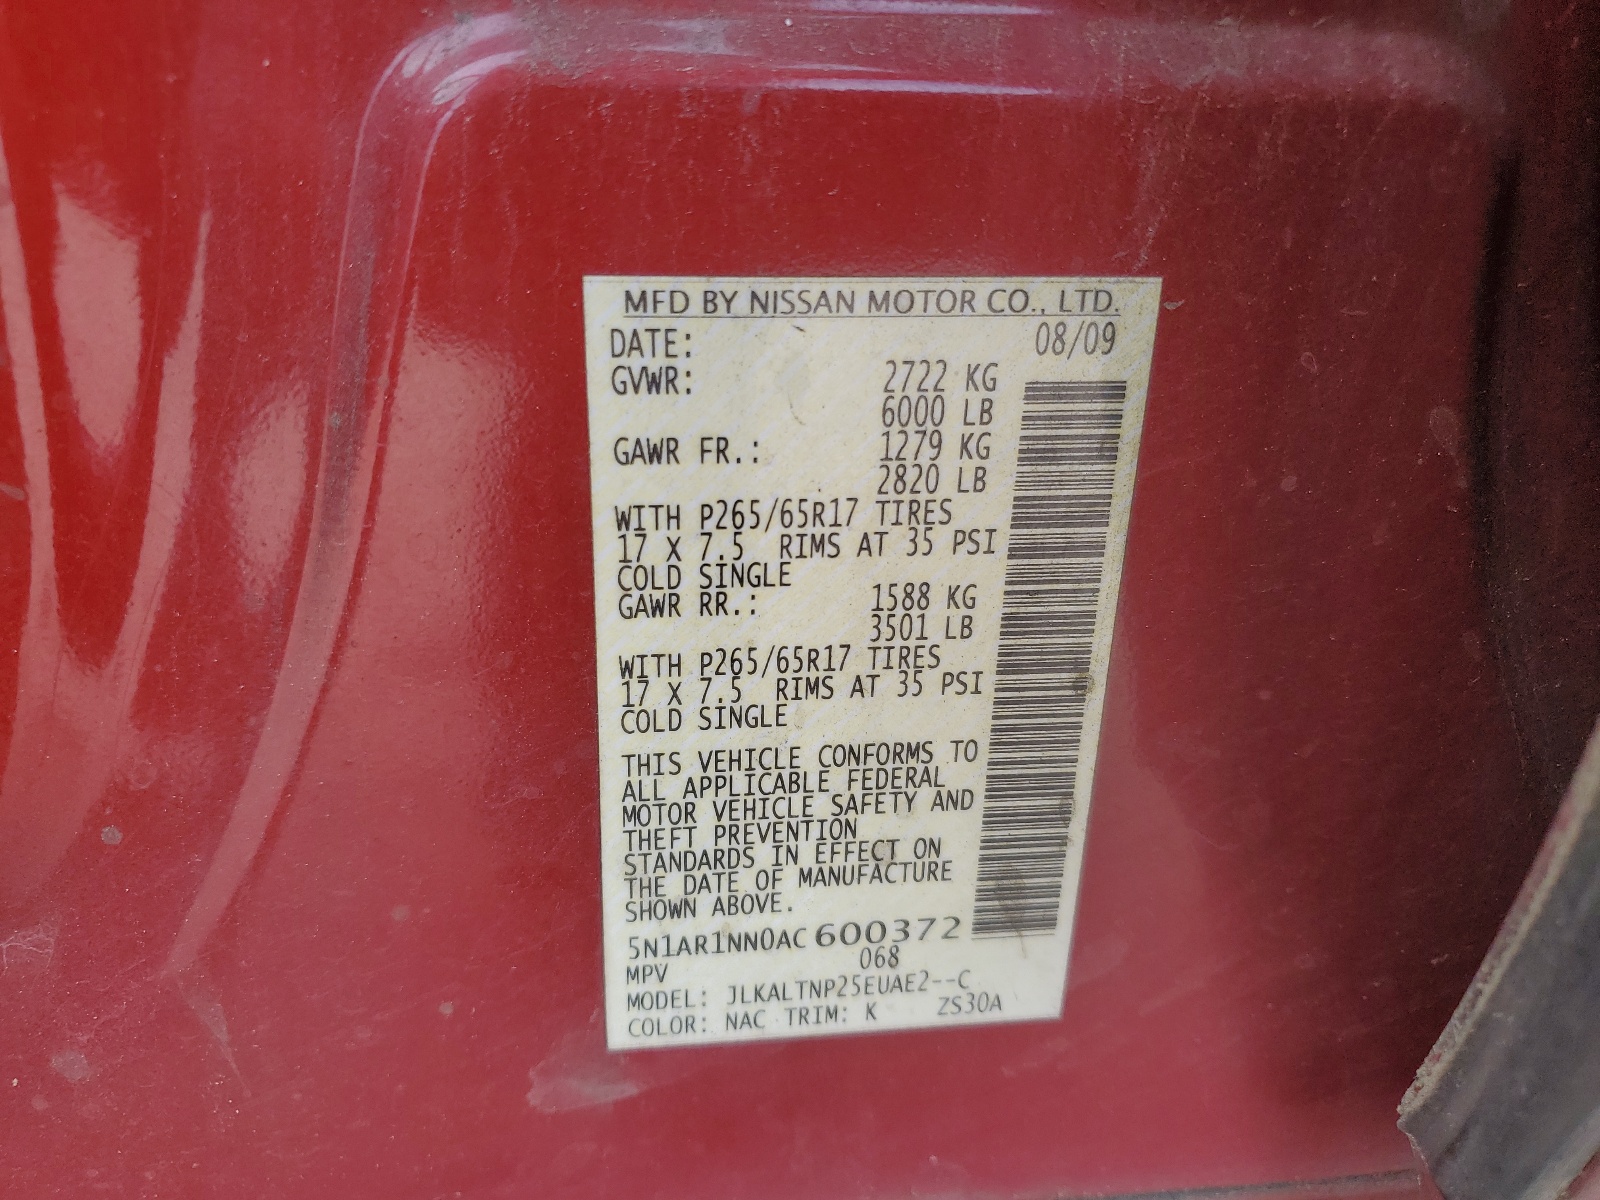 MFD BY NISSAN MOTOR CO., LTD.
DATE: 08/09
GVWR: 2722 KG
6000 LB
GAWR FR.: 1279 KG
2820 LB
WITH P265/65R17 TIRES
17 X 7.5 RIMS AT 35 PSI
COLD SINGLE
GAWR RR.: 1588 KG
3501 LB
WITH P265/65R17 TIRES
17 X 7.5 RIMS AT 35 PSI
COLD SINGLE
THIS VEHICLE CONFORMS TO
ALL APPLICABLE FEDERAL
MOTOR VEHICLE SAFETY AND
THEFT PREVENTION
STANDARDS IN EFFECT ON
THE DATE OF MANUFACTURE
SHOWN ABOVE.
5N1AR1NN0AC600372
MPV 068
MODEL: JLKALTNP25EUAE2--C
COLOR: NAC TRIM: K ZS30A